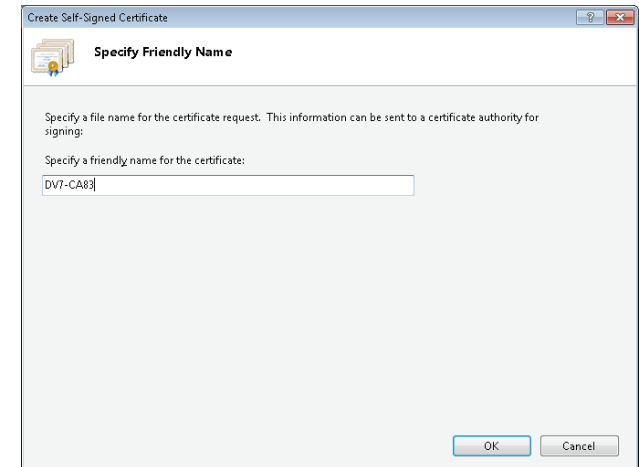 Create Self-Signed Certificate
Specify Friendly Name
Specify a file name for the certificate request.  This information can be sent to a certificate authority for
signing:
Specify a friendly name for the certificate:
DV7-CA83
OK
Cancel